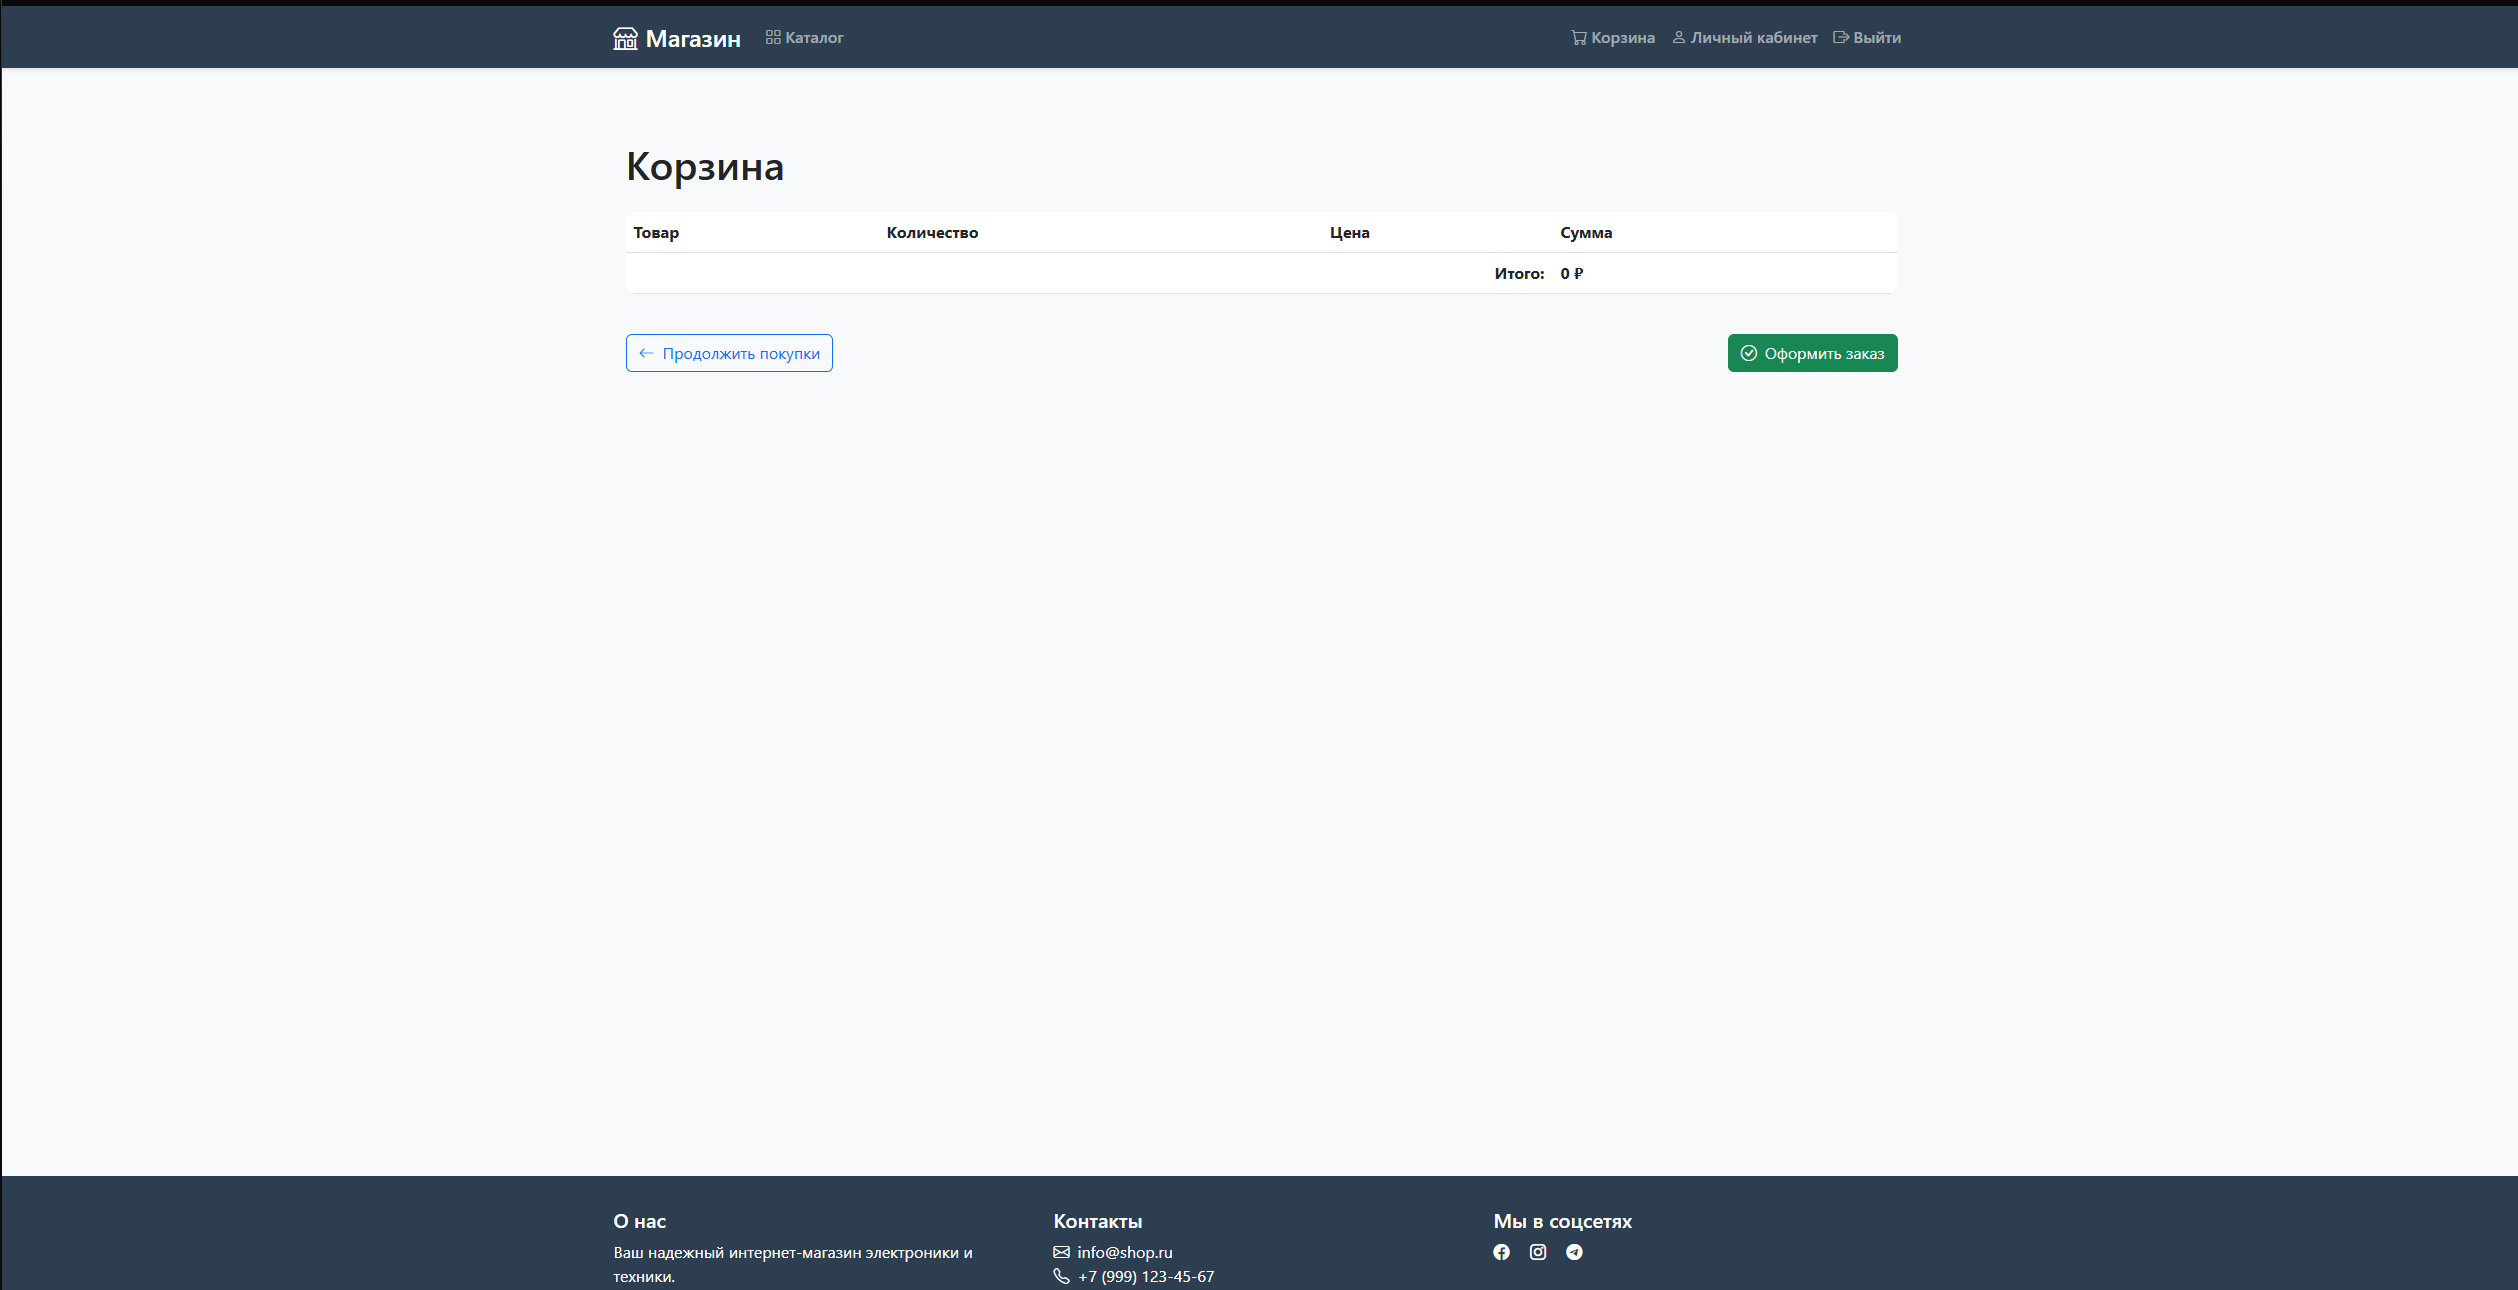 Магазин Каталог Корзина Личный кабинет Выйти
Корзина
Товар Количество Цена Сумма
Итого: 0 ₽
Продолжить покупки Оформить заказ
О нас
Ваш надежный интернет-магазин электроники и
техники.
Контакты
info@shop.ru
+7 (999) 123-45-67
Мы в соцсетях